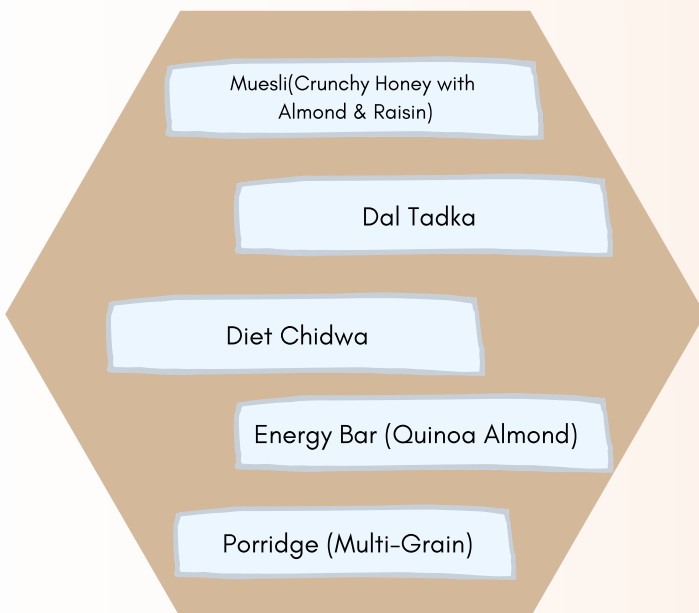 Muesli(Crunchy Honey with
Almond & Raisin)
Dal Tadka
Diet Chidwa
Energy Bar (Quinoa Almond)
Porridge (Multi-Grain)